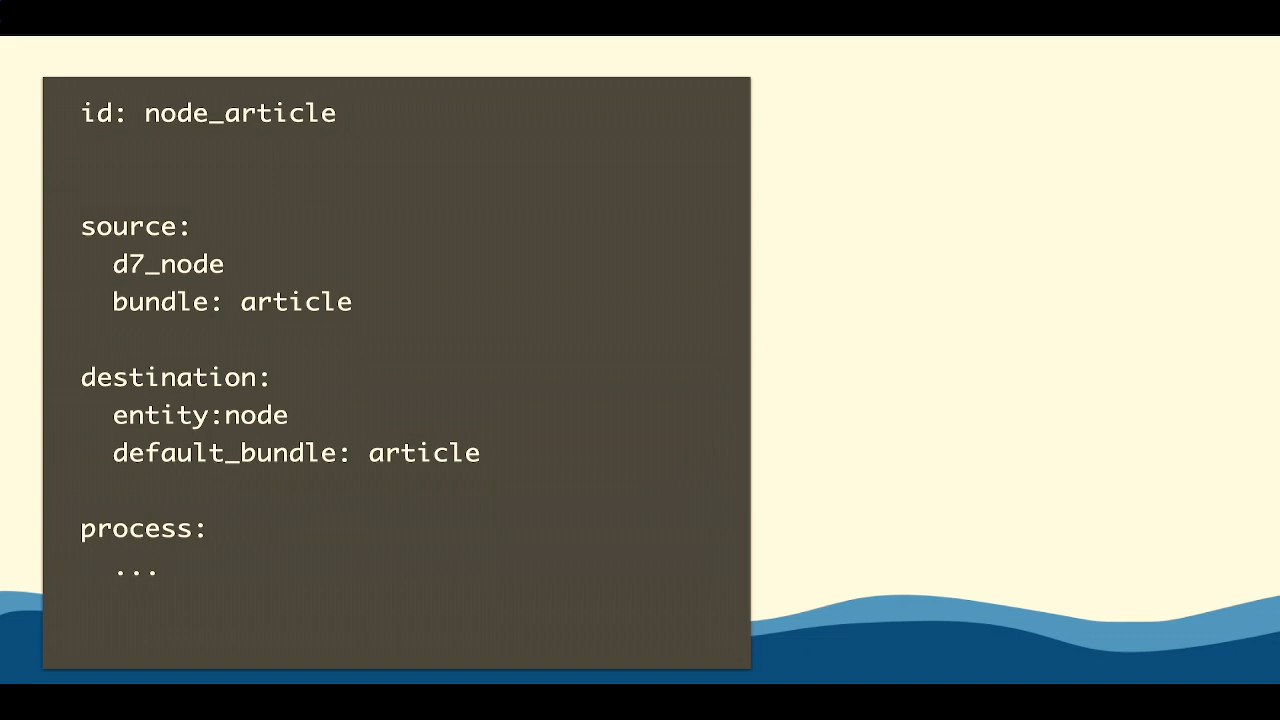 id: node_article
source:
d7_node
bundle: article
destination:
entity:node
default_bundle: article
process:
...